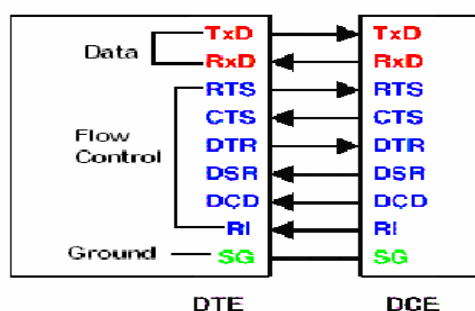 TxD TxD
Data
RxD RxD
RTS RTS
CTS CTS
Flow
Control
DTR DTR
DSR DSR
DCD DCD
RI RI
Ground SG SG
DTE DCE